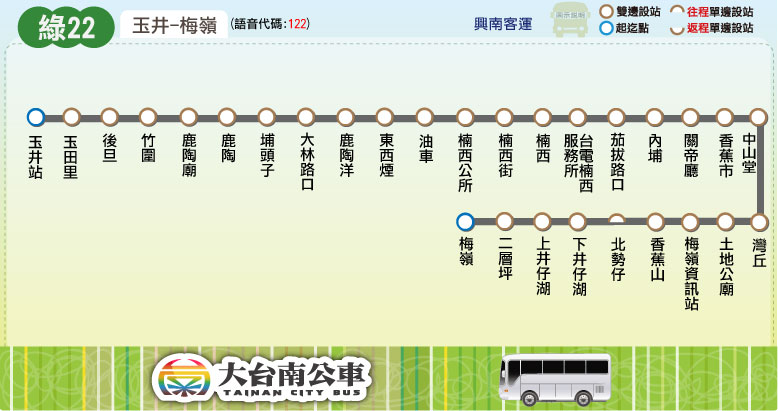 綠22
玉井-梅嶺
(語音代碼:122)
興南客運
圖示說明
雙邊設站
起迄點
往程單邊設站
返程單邊設站
玉井站
玉田里
後旦
竹圍
鹿陶廟
鹿陶
埔頭子
大林路口
鹿陶洋
東西煙
油車
楠西公所
楠西街
楠西
台電楠西
服務所
茄拔路口
內埔
關帝廳
香蕉市
中山堂
梅嶺
二層坪
上井仔湖
下井仔湖
北勢仔
香蕉山
梅嶺資訊站
土地公廟
灣丘
大台南公車
TAINAN CITY BUS